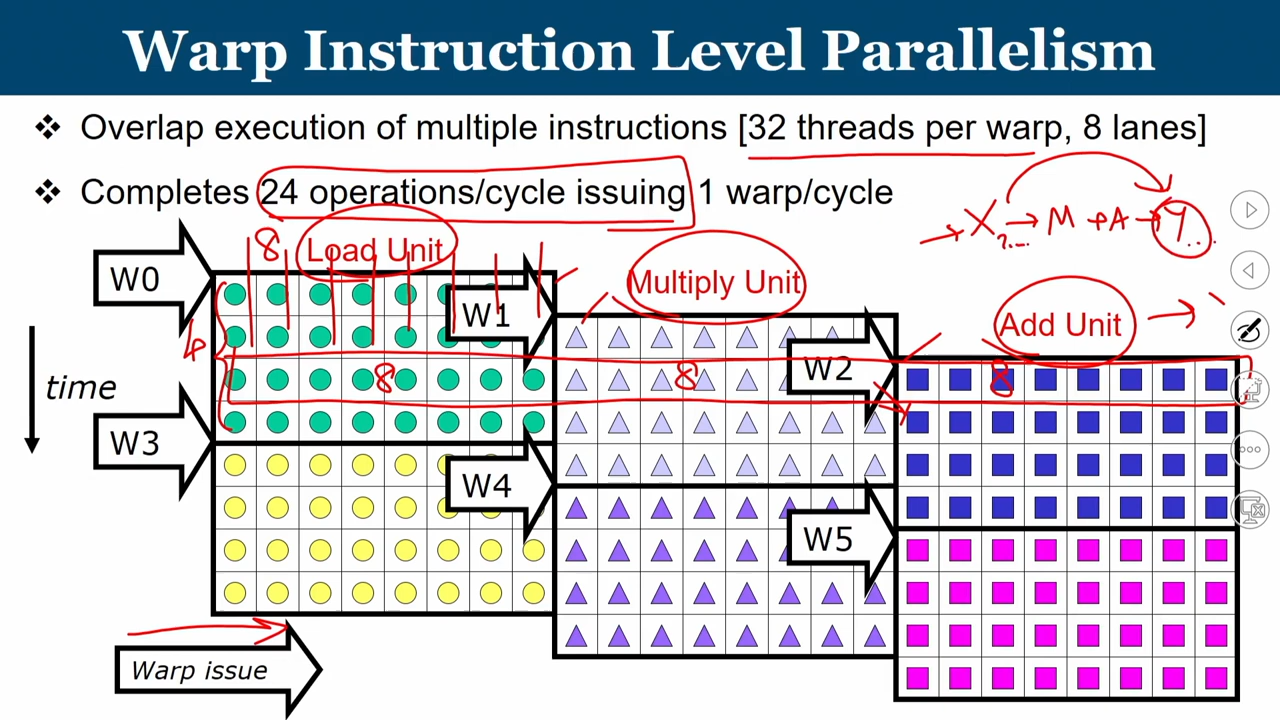 Warp Instruction Level Parallelism
❖ Overlap execution of multiple instructions [32 threads per warp, 8 lanes]
❖ Completes 24 operations/cycle issuing 1 warp/cycle
X → M → A → Y
8
Load Unit
Multiply Unit
Add Unit
W0
W1
W2
4
8
8
8
time
W3
W4
W5
Warp issue